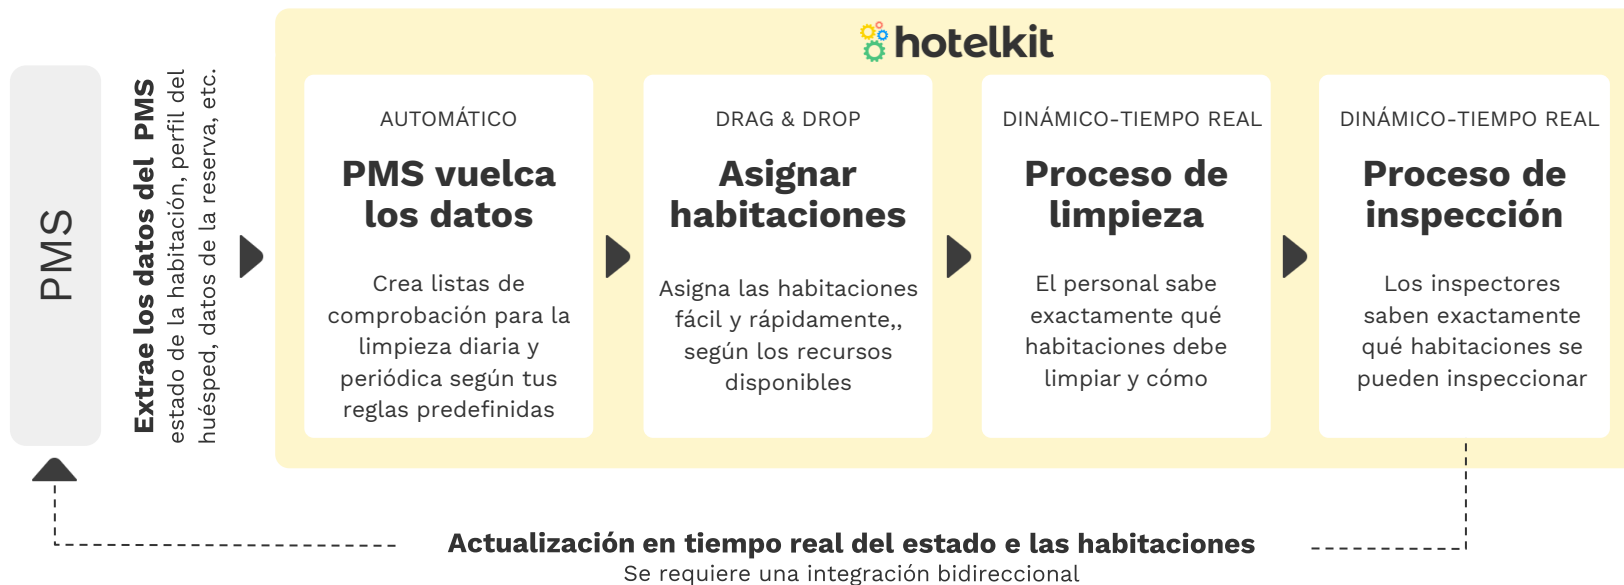 hotelkit
PMS
Extrae los datos del PMS
estado de la habitación, perfil del
huésped, datos de la reserva, etc.
AUTOMÁTICO
PMS vuelca
los datos
Crea listas de
comprobación para la
limpieza diaria y
periódica según tus
reglas predefinidas
DRAG & DROP
Asignar
habitaciones
Asigna las habitaciones
fácil y rápidamente,,
según los recursos
disponibles
DINÁMICO-TIEMPO REAL
Proceso de
limpieza
El personal sabe
exactamente qué
habitaciones debe
limpiar y cómo
DINÁMICO-TIEMPO REAL
Proceso de
inspección
Los inspectores
saben exactamente
qué habitaciones se
pueden inspeccionar
Actualización en tiempo real del estado e las habitaciones
Se requiere una integración bidireccional